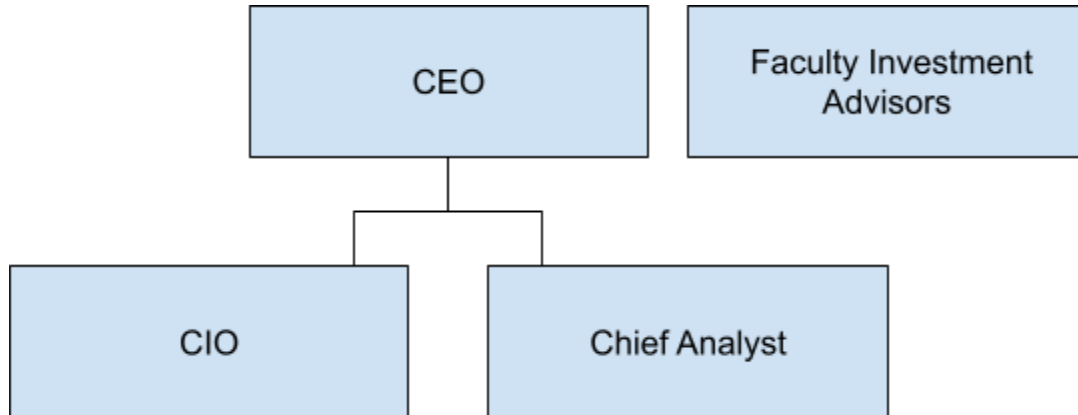 CEO
Faculty Investment
Advisors
CIO
Chief Analyst